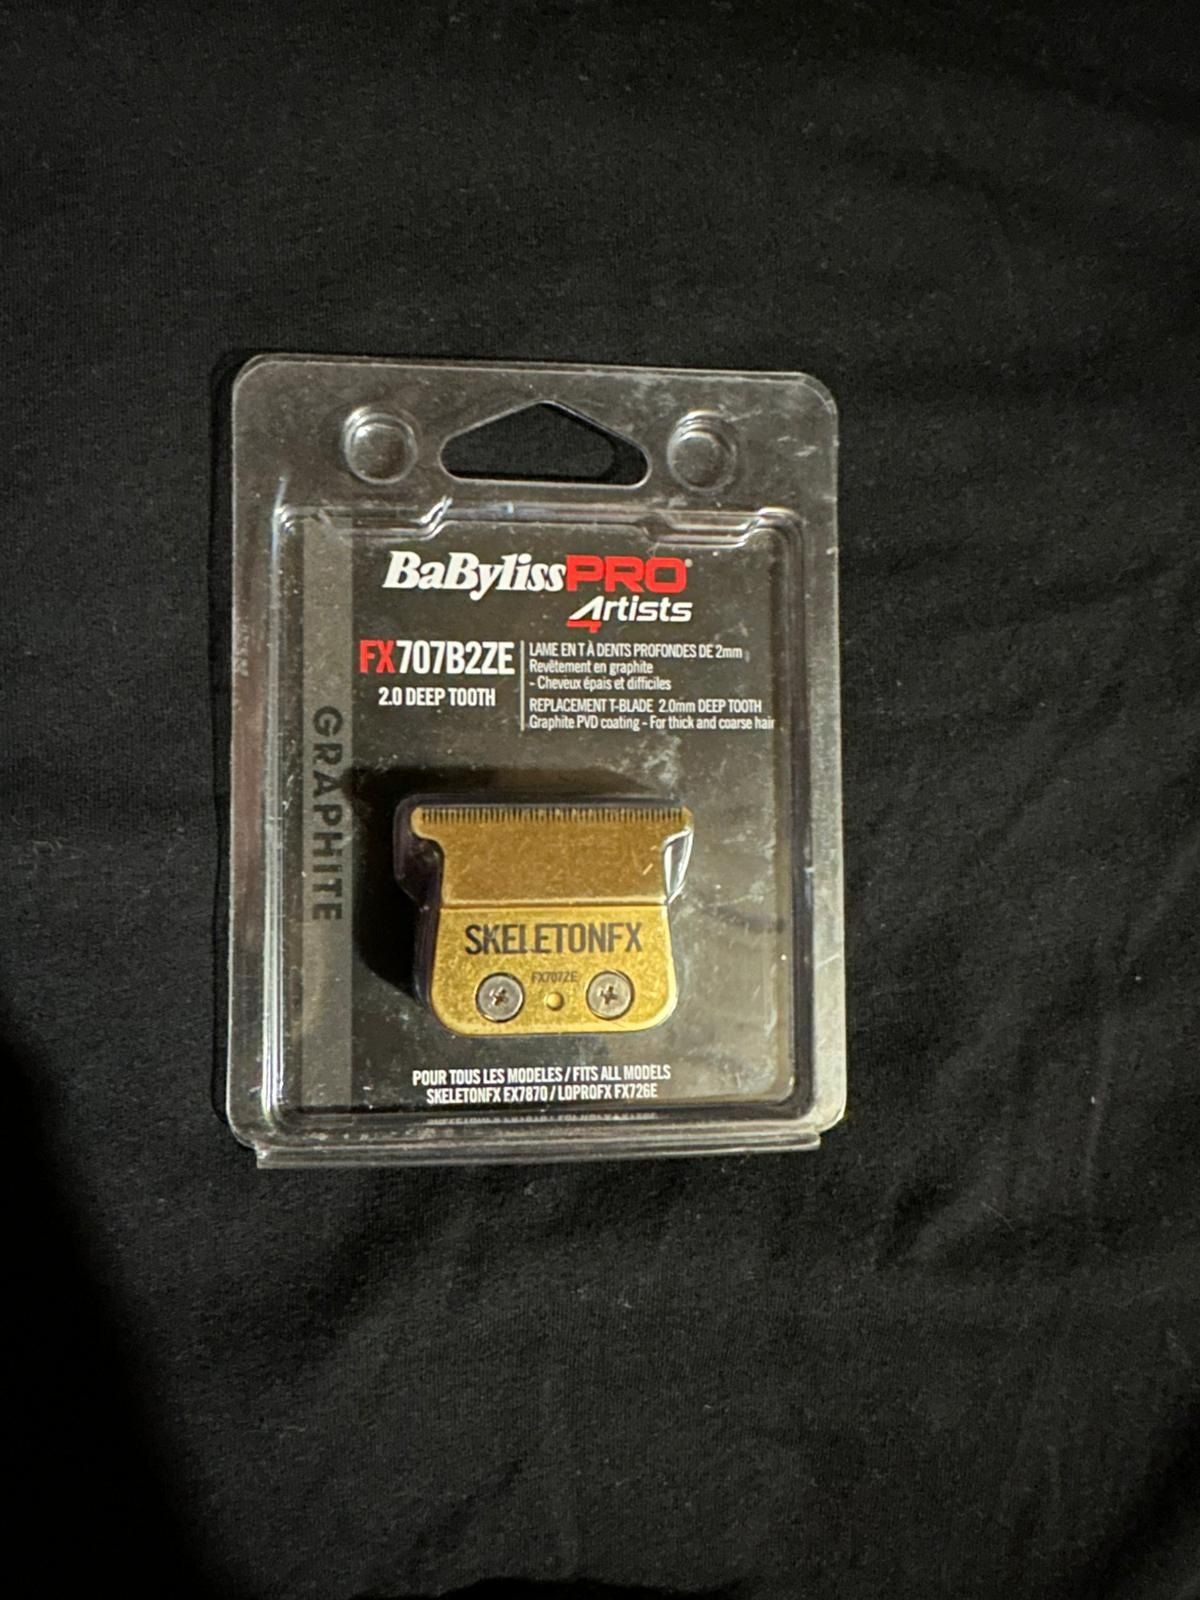 BaBylissPRO®
4rtists
FX707B2ZE
2.0 DEEP TOOTH
LAME EN T À DENTS PROFONDES DE 2mm
Revêtement en graphite
- Cheveux épais et difficiles
REPLACEMENT T-BLADE 2.0mm DEEP TOOTH
Graphite PVD coating - For thick and coarse hair
GRAPHITE
SKELETONFX
FX707ZE
POUR TOUS LES MODELES / FITS ALL MODELS
SKELETONFX FX7870 / LOPROFX FX726E